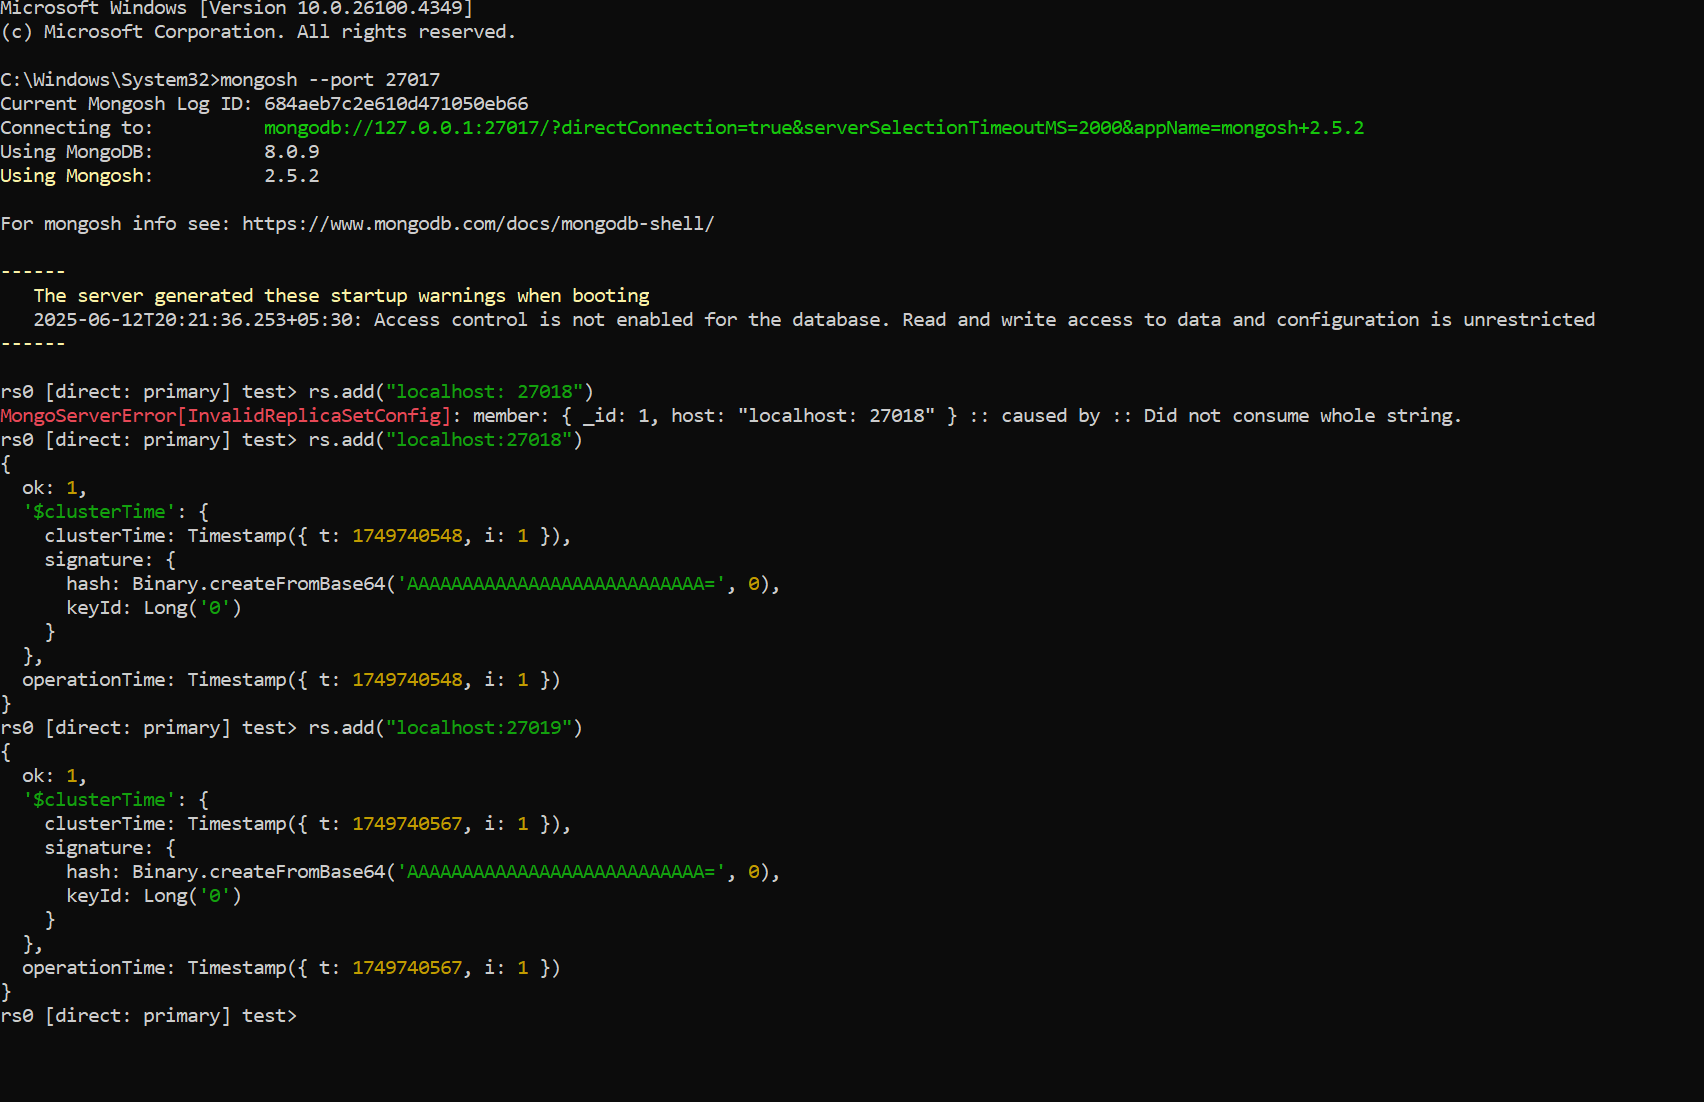 Microsoft Windows [Version 10.0.26100.4349]
(c) Microsoft Corporation. All rights reserved.
C:\Windows\System32>mongosh --port 27017
Current Mongosh Log ID: 684aeb7c2e610d471050eb66
Connecting to:          mongodb://127.0.0.1:27017/?directConnection=true&serverSelectionTimeoutMS=2000&appName=mongosh+2.5.2
Using MongoDB:          8.0.9
Using Mongosh:          2.5.2
For mongosh info see: https://www.mongodb.com/docs/mongodb-shell/
------
   The server generated these startup warnings when booting
   2025-06-12T20:21:36.253+05:30: Access control is not enabled for the database. Read and write access to data and configuration is unrestricted
------
rs0 [direct: primary] test> rs.add("localhost: 27018")
MongoServerError[InvalidReplicaSetConfig]: member: { _id: 1, host: "localhost: 27018" } :: caused by :: Did not consume whole string.
rs0 [direct: primary] test> rs.add("localhost:27018")
{
  ok: 1,
  '$clusterTime': {
    clusterTime: Timestamp({ t: 1749740548, i: 1 }),
    signature: {
      hash: Binary.createFromBase64('AAAAAAAAAAAAAAAAAAAAAAAAAAA=', 0),
      keyId: Long('0')
    }
  },
  operationTime: Timestamp({ t: 1749740548, i: 1 })
}
rs0 [direct: primary] test> rs.add("localhost:27019")
{
  ok: 1,
  '$clusterTime': {
    clusterTime: Timestamp({ t: 1749740567, i: 1 }),
    signature: {
      hash: Binary.createFromBase64('AAAAAAAAAAAAAAAAAAAAAAAAAAA=', 0),
      keyId: Long('0')
    }
  },
  operationTime: Timestamp({ t: 1749740567, i: 1 })
}
rs0 [direct: primary] test>